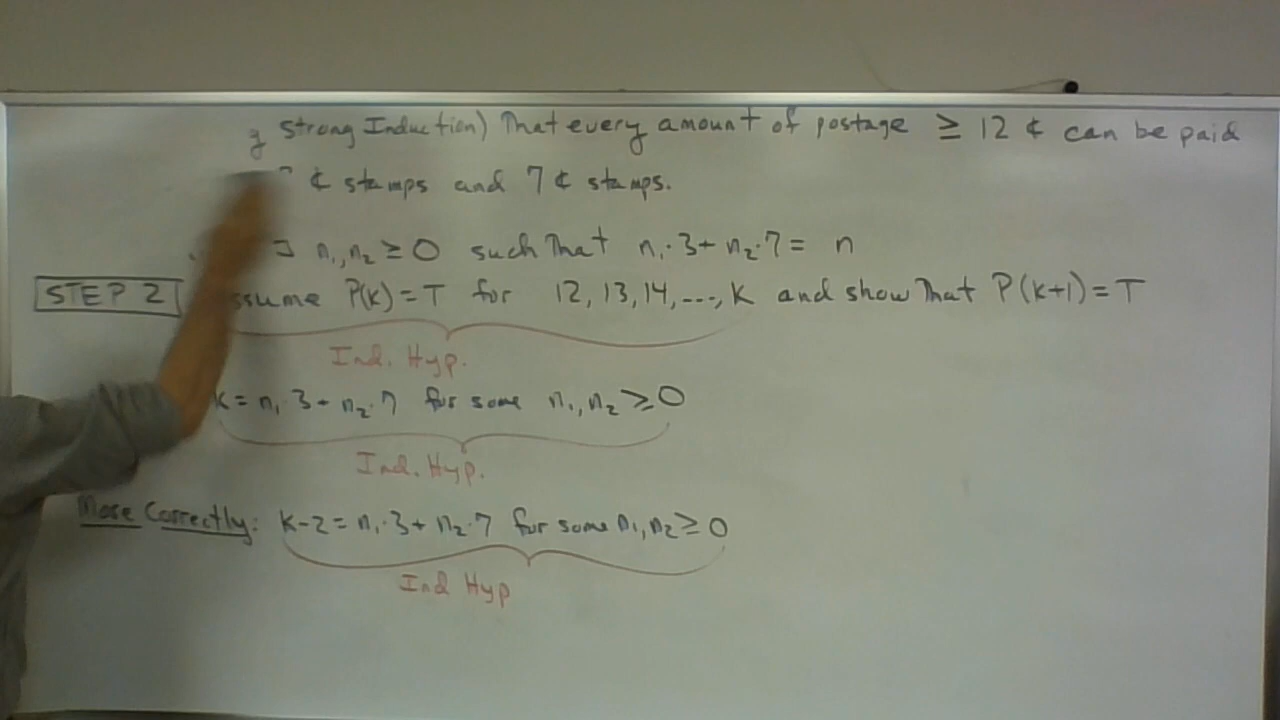 strong Induction) That every amount of postage ≥ 12 ¢ can be paid
¢ stamps and 7 ¢ stamps.
n₁, n₂ ≥ 0 such that n₁·3 + n₂·7 = n
STEP 2 ssume P(k) = T for 12, 13, 14, ..., k and show that P(k+1) = T
Ind. Hyp.
k = n₁ 3 + n₂·7 for some n₁, n₂ ≥ 0
Ind. Hyp.
More Correctly: k-2 = n₁·3 + n₂·7 for some n₁, n₂ ≥ 0
Ind Hyp